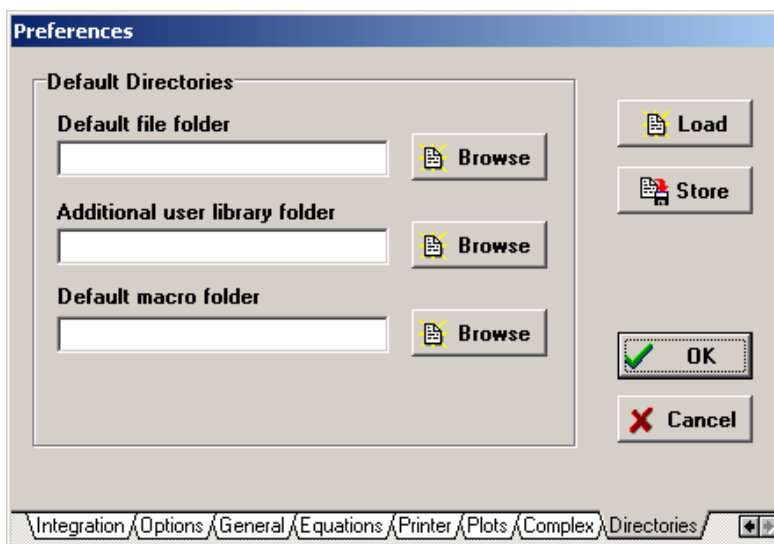 Preferences
Default Directories
Default file folder
Browse
Additional user library folder
Browse
Default macro folder
Browse
Load
Store
OK
Cancel
Integration Options General Equations Printer Plots Complex Directories